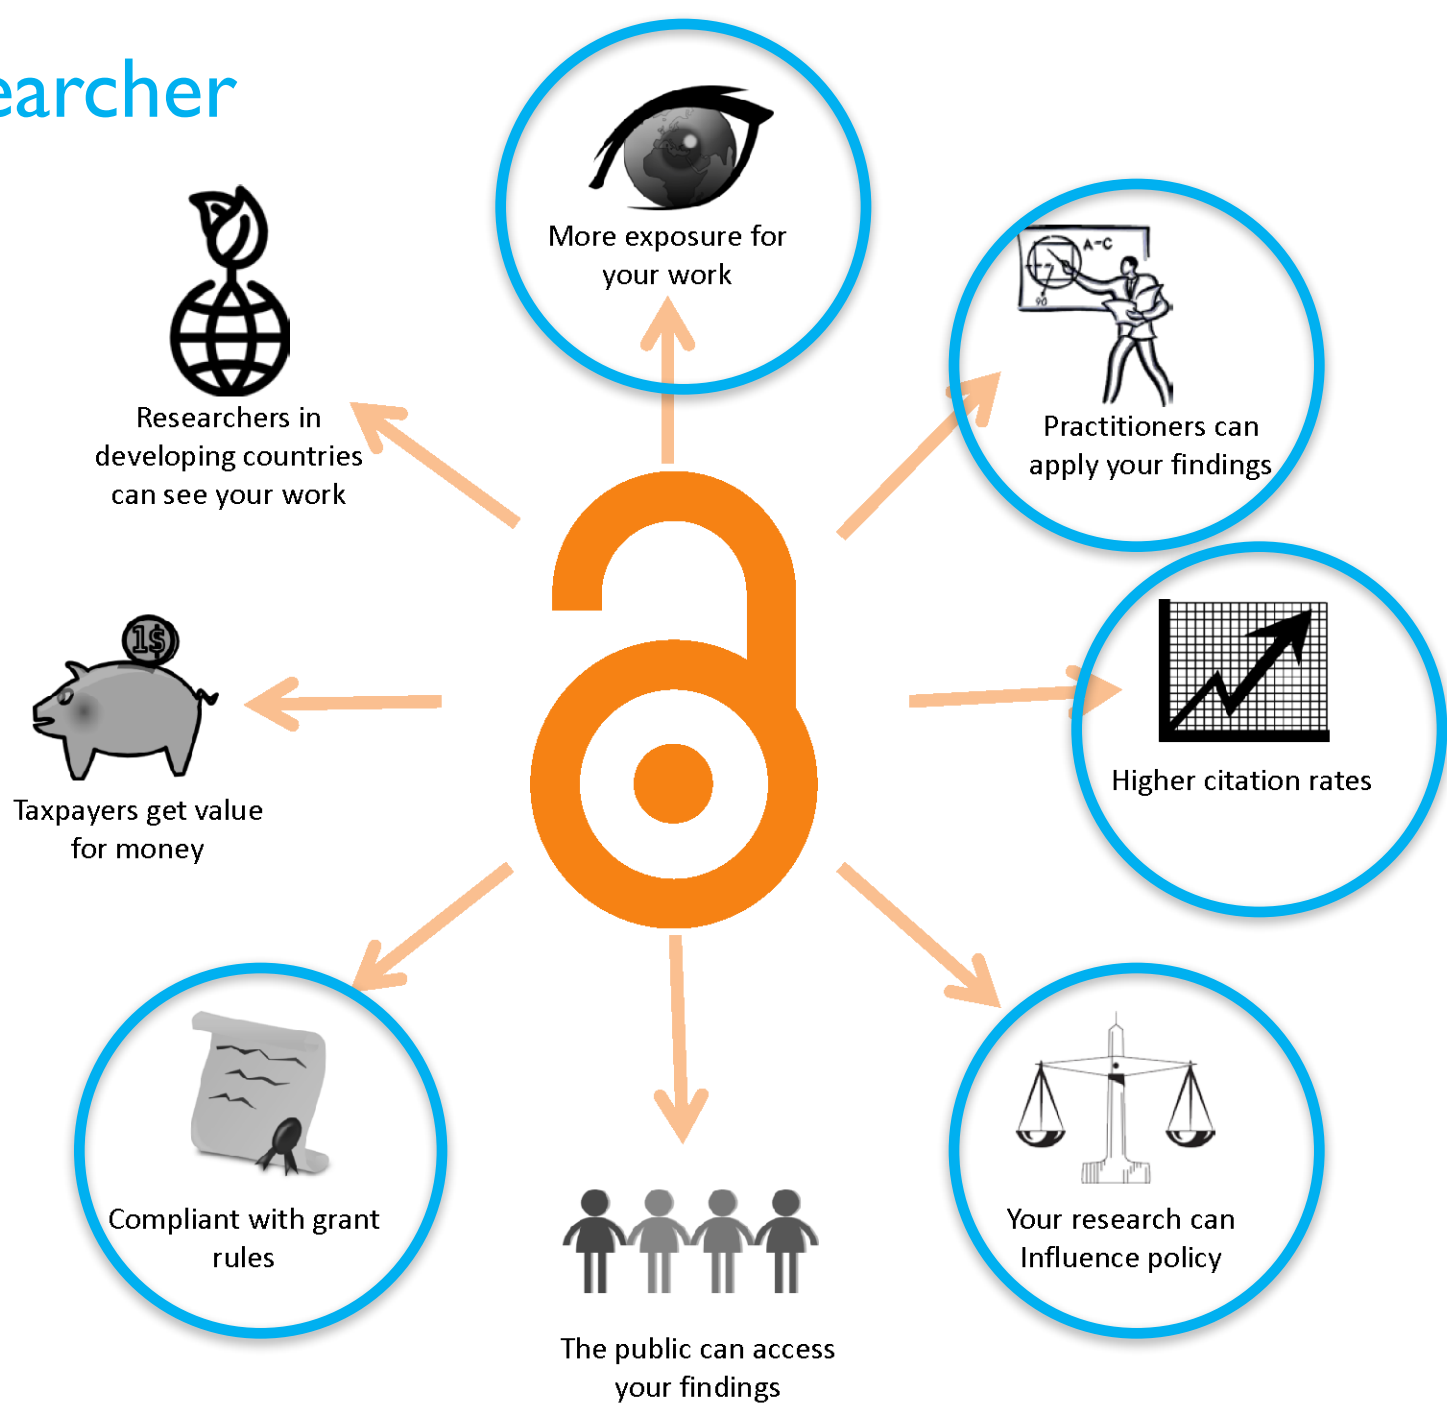 earcher
More exposure for
your work
A-C
90
Practitioners can
apply your findings
Researchers in
developing countries
can see your work
1$
Taxpayers get value
for money
Higher citation rates
Compliant with grant
rules
Your research can
Influence policy
The public can access
your findings